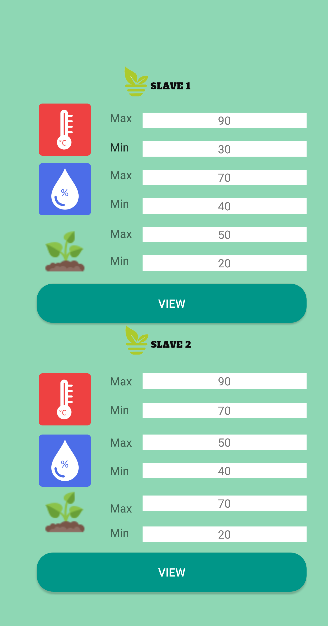 SLAVE 1
°C
Max 90
Min 30
%
Max 70
Min 40
Max 50
Min 20
VIEW
SLAVE 2
°C
Max 90
Min 70
%
Max 50
Min 40
Max 70
Min 20
VIEW